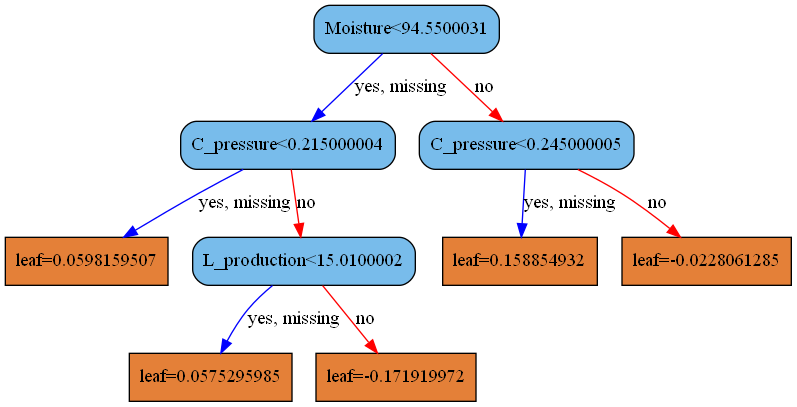 Moisture<94.5500031
yes, missing
no
C_pressure<0.215000004
C_pressure<0.245000005
yes, missing
no
yes, missing
no
leaf=0.0598159507
L_production<15.0100002
leaf=0.158854932
leaf=-0.0228061285
yes, missing
no
leaf=0.0575295985
leaf=-0.171919972